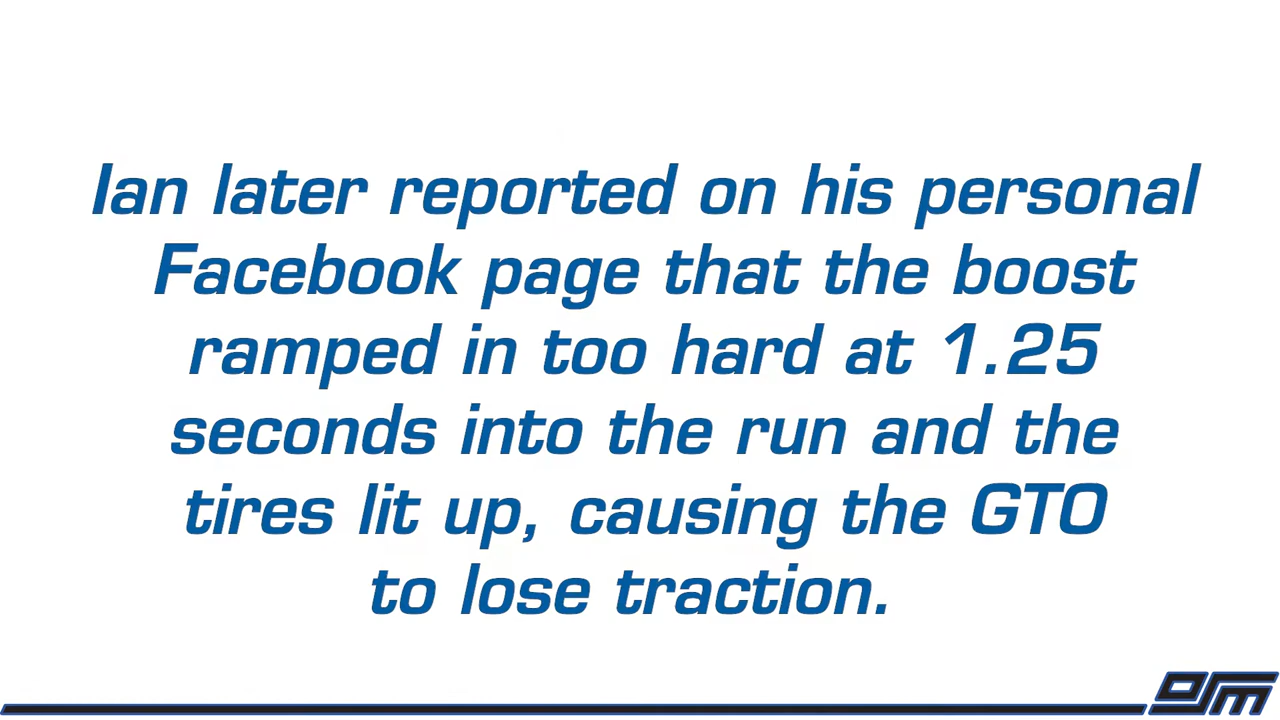 Ian later reported on his personal
Facebook page that the boost
ramped in too hard at 1.25
seconds into the run and the
tires lit up, causing the GTO
to lose traction.